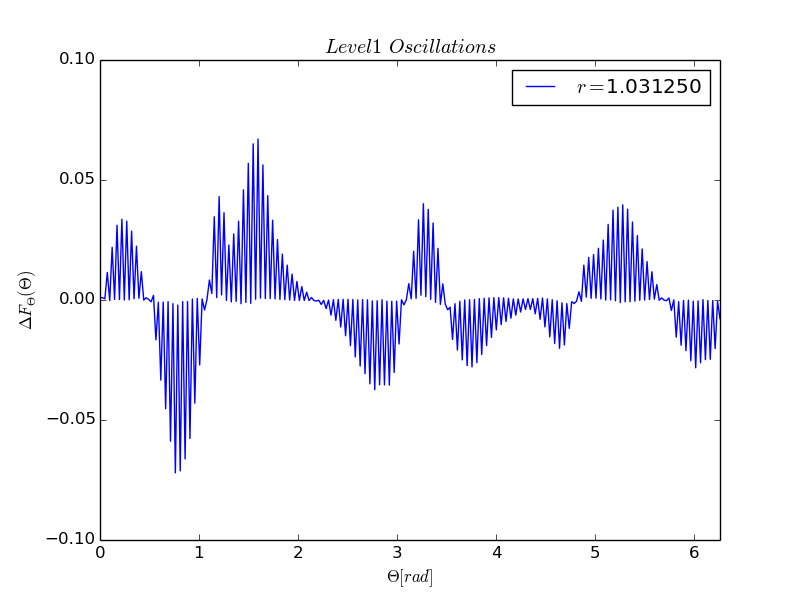 Level1 Oscillations
r=1.031250
0.10
0.05
0.00
−0.05
−0.10
ΔF_Θ(Θ)
0 1 2 3 4 5 6
Θ[rad]